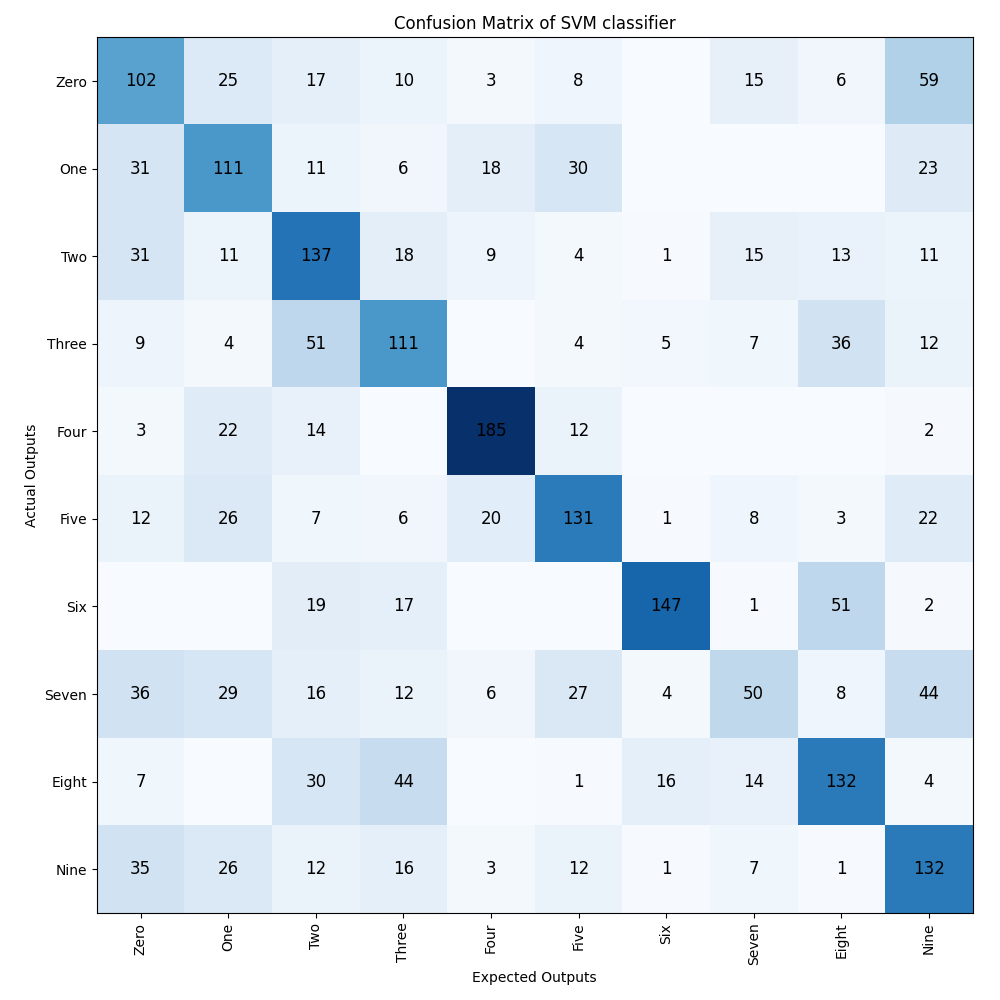 Confusion Matrix of SVM classifier
Zero 102 25 17 10 3 8 15 6 59
One 31 111 11 6 18 30 23
Two 31 11 137 18 9 4 1 15 13 11
Three 9 4 51 111 4 5 7 36 12
Four 3 22 14 185 12 2
Five 12 26 7 6 20 131 1 8 3 22
Six 19 17 147 1 51 2
Seven 36 29 16 12 6 27 4 50 8 44
Eight 7 30 44 1 16 14 132 4
Nine 35 26 12 16 3 12 1 7 1 132
Actual Outputs
Zero One Two Three Four Five Six Seven Eight Nine
Expected Outputs